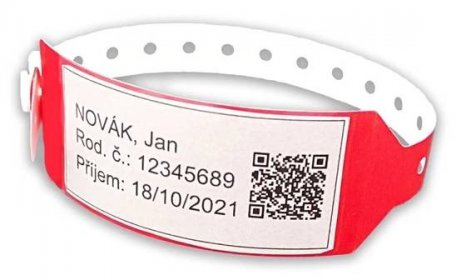 NOVÁK, Jan
Rod. č.: 12345689
Příjem: 18/10/2021